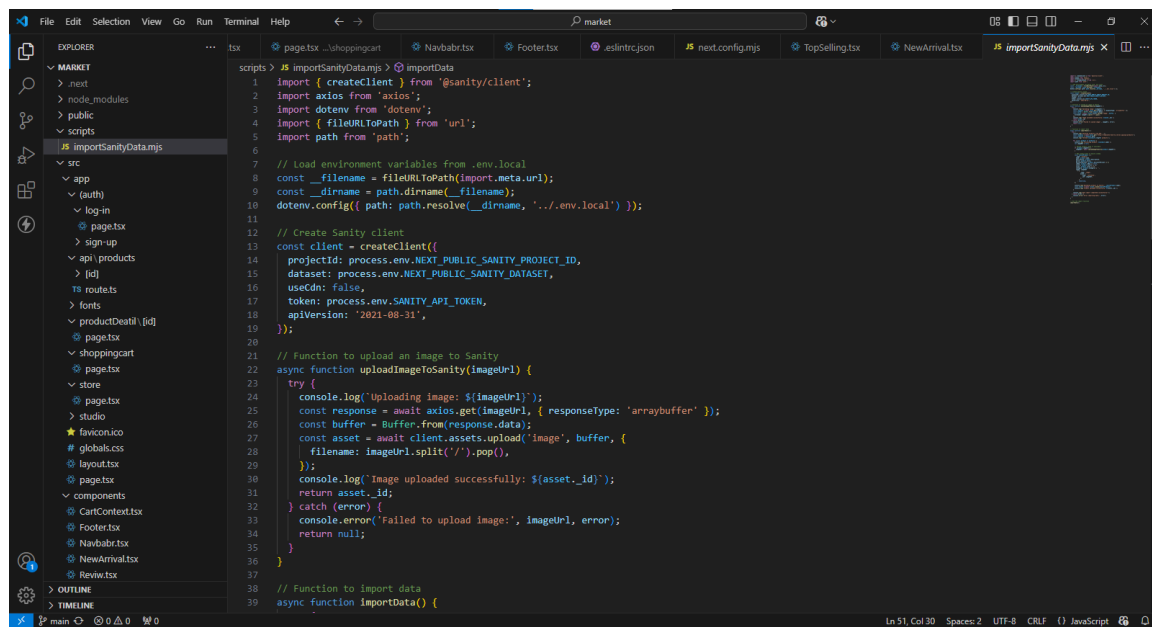 File Edit Selection View Go Run Terminal Help
market
EXPLORER
MARKET
.next
node_modules
public
scripts
JS importSanityData.mjs
src
app
(auth)
log-in
page.tsx
sign-up
api\products
[id]
TS route.ts
fonts
productDeatil\[id]
page.tsx
shoppingcart
page.tsx
store
page.tsx
studio
favicon.ico
# globals.css
layout.tsx
page.tsx
components
CartContext.tsx
Footer.tsx
Navbabr.tsx
NewArrival.tsx
Reviw.tsx
OUTLINE
TIMELINE
.tsx page.tsx ...\shoppingcart Navbabr.tsx Footer.tsx .eslintrc.json JS next.config.mjs TopSelling.tsx NewArrival.tsx JS importSanityData.mjs
scripts > JS importSanityData.mjs > importData
1 import { createClient } from '@sanity/client';
2 import axios from 'axios';
3 import dotenv from 'dotenv';
4 import { fileURLToPath } from 'url';
5 import path from 'path';
6
7 // Load environment variables from .env.local
8 const __filename = fileURLToPath(import.meta.url);
9 const __dirname = path.dirname(__filename);
10 dotenv.config({ path: path.resolve(__dirname, '../.env.local') });
11
12 // Create Sanity client
13 const client = createClient({
14 projectId: process.env.NEXT_PUBLIC_SANITY_PROJECT_ID,
15 dataset: process.env.NEXT_PUBLIC_SANITY_DATASET,
16 useCdn: false,
17 token: process.env.SANITY_API_TOKEN,
18 apiVersion: '2021-08-31',
19 });
20
21 // Function to upload an image to Sanity
22 async function uploadImageToSanity(imageUrl) {
23 try {
24 console.log(`Uploading image: ${imageUrl}`);
25 const response = await axios.get(imageUrl, { responseType: 'arraybuffer' });
26 const buffer = Buffer.from(response.data);
27 const asset = await client.assets.upload('image', buffer, {
28 filename: imageUrl.split('/').pop(),
29 });
30 console.log(`Image uploaded successfully: ${asset._id}`);
31 return asset._id;
32 } catch (error) {
33 console.error('Failed to upload image:', imageUrl, error);
34 return null;
35 }
36 }
37
38 // Function to import data
39 async function importData() {
1
main 0 0 0 Ln 51, Col 30 Spaces: 2 UTF-8 CRLF {} JavaScript